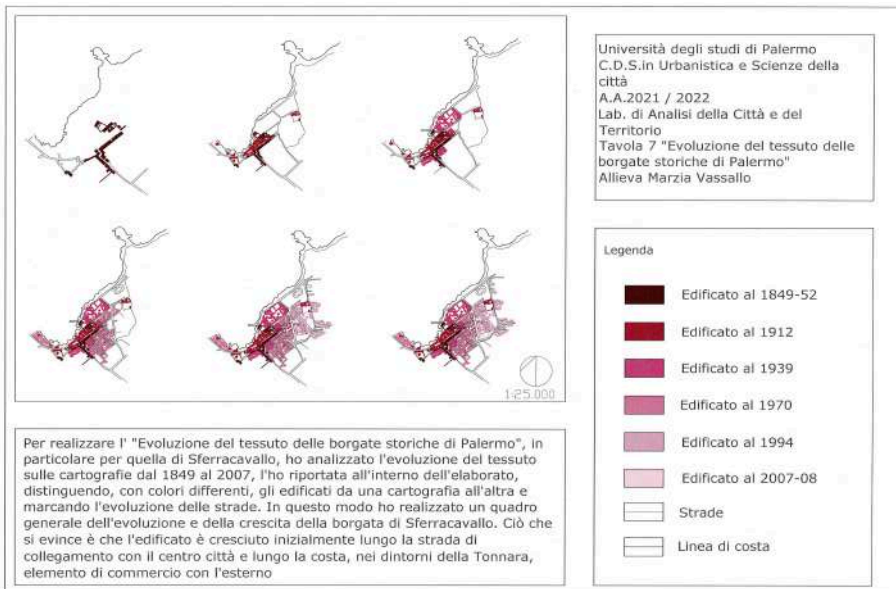 1:25.000
Università degli studi di Palermo
C.D.S.in Urbanistica e Scienze della
città
A.A.2021 / 2022
Lab. di Analisi della Città e del
Territorio
Tavola 7 "Evoluzione del tessuto delle
borgate storiche di Palermo"
Allieva Marzia Vassallo
Legenda
Edificato al 1849-52
Edificato al 1912
Edificato al 1939
Edificato al 1970
Edificato al 1994
Edificato al 2007-08
Strade
Linea di costa
Per realizzare l' "Evoluzione del tessuto delle borgate storiche di Palermo", in
particolare per quella di Sferracavallo, ho analizzato l'evoluzione del tessuto
sulle cartografie dal 1849 al 2007, l'ho riportata all'interno dell'elaborato,
distinguendo, con colori differenti, gli edificati da una cartografia all'altra e
marcando l'evoluzione delle strade. In questo modo ho realizzato un quadro
generale dell'evoluzione e della crescita della borgata di Sferracavallo. Ciò che
si evince è che l'edificato è cresciuto inizialmente lungo la strada di
collegamento con il centro città e lungo la costa, nei dintorni della Tonnara,
elemento di commercio con l'esterno